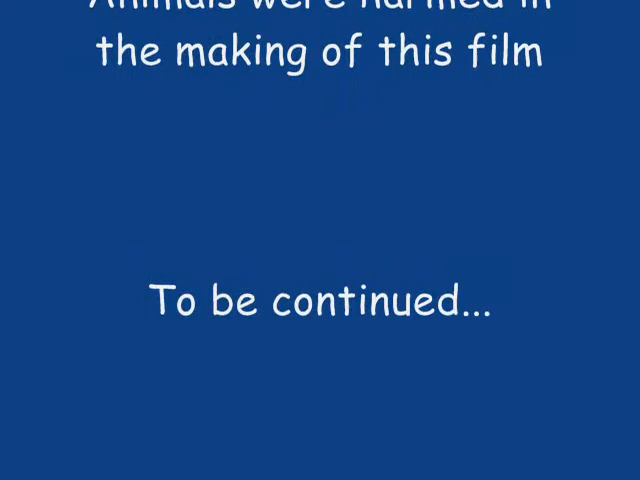 Animals were harmed in
the making of this film
To be continued...